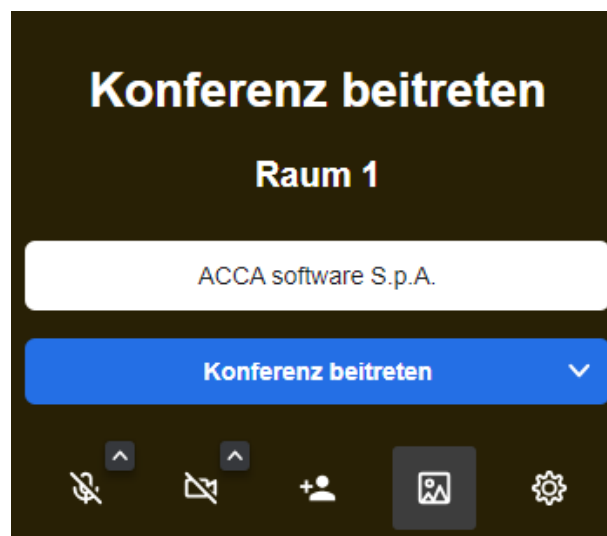 Konferenz beitreten
Raum 1
ACCA software S.p.A.
Konferenz beitreten